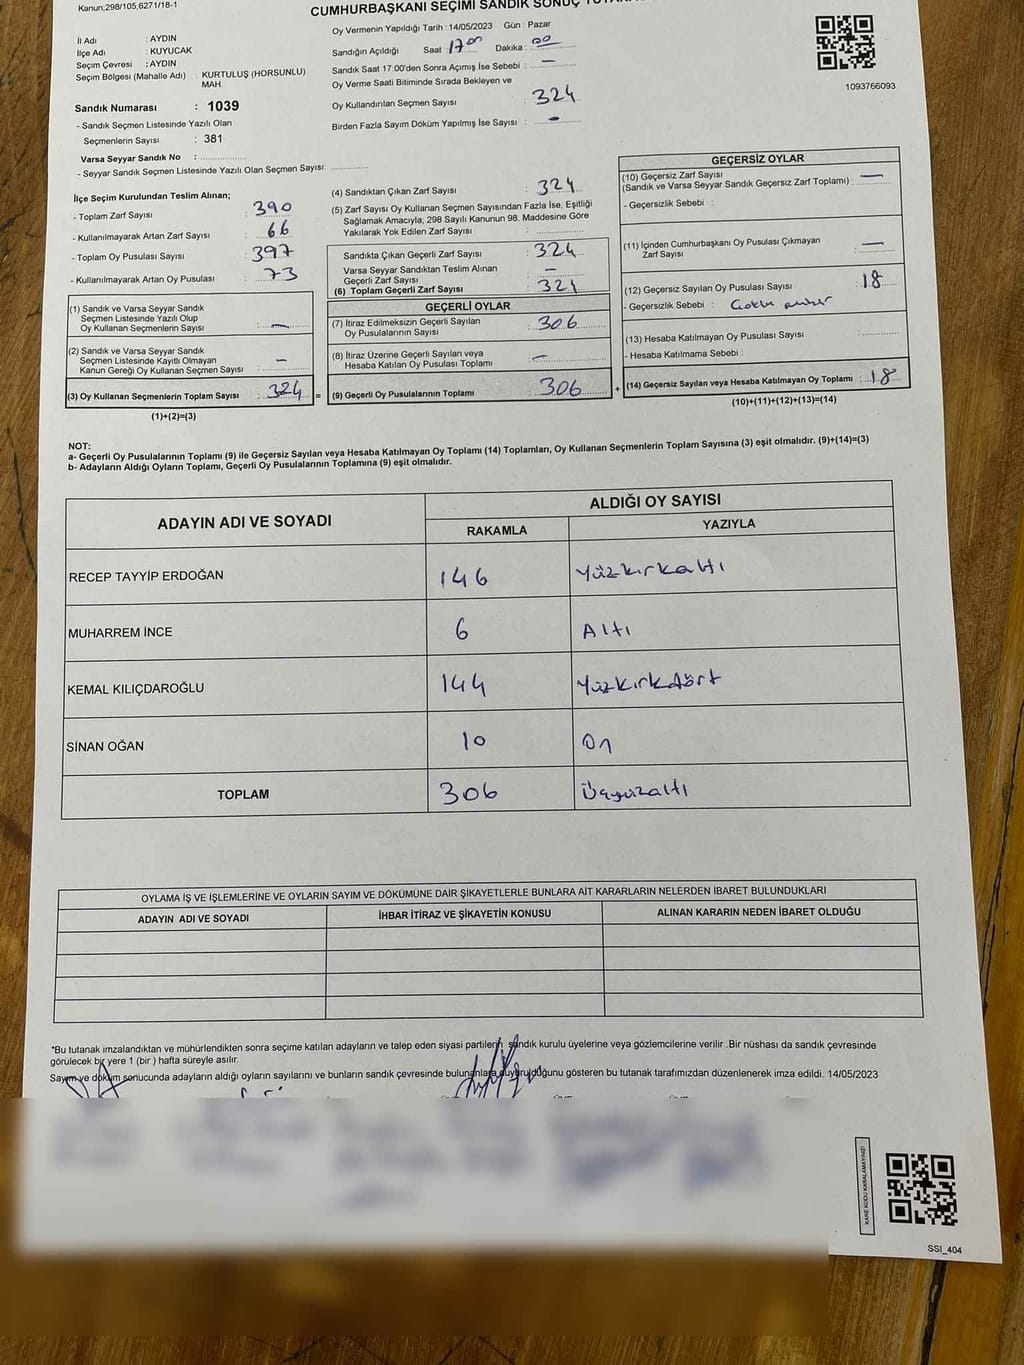 Kanun,298/105,6271/18-1
CUMHURBAŞKANI SEÇİMİ SANDIK SONUÇ
İl Adı : AYDIN
İlçe Adı : KUYUCAK
Seçim Çevresi : AYDIN
Seçim Bölgesi (Mahalle Adı) : KURTULUŞ (HORSUNLU) MAH.
Sandık Numarası : 1039
- Sandık Seçmen Listesinde Yazılı Olan
Seçmenlerin Sayısı : 381
Varsa Seyyar Sandık No :
- Seyyar Sandık Seçmen Listesinde Yazılı Olan Seçmen Sayısı:
Oy Vermenin Yapıldığı Tarih : 14/05/2023 Gün : Pazar
Sandığın Açıldığı Saat : 17 00 Dakika : 00
Sandık Saat 17:00'den Sonra Açımış İse Sebebi : —
Oy Verme Saati Bitiminde Sırada Bekleyen ve
Oy Kullandırılan Seçmen Sayısı : 324
Birden Fazla Sayım Döküm Yapılmış İse Sayısı : -
1093766093
İlçe Seçim Kurulundan Teslim Alınan;
- Toplam Zarf Sayısı : 390
- Kullanılmayarak Artan Zarf Sayısı : 66
- Toplam Oy Pusulası Sayısı : 397
- Kullanılmayarak Artan Oy Pusulası : 73
(1) Sandık ve Varsa Seyyar Sandık
Seçmen Listesinde Yazılı Olup
Oy Kullanan Seçmenlerin Sayısı : —
(2) Sandık ve Varsa Seyyar Sandık
Seçmen Listesinde Kayıtlı Olmayan
Kanun Gereği Oy Kullanan Seçmen Sayısı : —
(3) Oy Kullanan Seçmenlerin Toplam Sayısı : 324 =
(1)+(2)=(3)
(4) Sandıktan Çıkan Zarf Sayısı : 324
(5) Zarf Sayısı Oy Kullanan Seçmen Sayısından Fazla İse, Eşitliği
Sağlamak Amacıyla; 298 Sayılı Kanunun 98. Maddesine Göre
Yakılarak Yok Edilen Zarf Sayısı :
Sandıkta Çıkan Geçerli Zarf Sayısı : 324
Varsa Seyyar Sandıktan Teslim Alınan
Geçerli Zarf Sayısı : —
(6) Toplam Geçerli Zarf Sayısı : 321
GEÇERLİ OYLAR
(7) İtiraz Edilmeksizin Geçerli Sayılan
Oy Pusulalarının Sayısı : 306
(8) İtiraz Üzerine Geçerli Sayılan veya
Hesaba Katılan Oy Pusulası Toplamı : —
(9) Geçerli Oy Pusulalarının Toplamı : 306 +
GEÇERSİZ OYLAR
(10) Geçersiz Zarf Sayısı
(Sandık ve Varsa Seyyar Sandık Geçersiz Zarf Toplamı) : —
- Geçersizlik Sebebi :
(11) İçinden Cumhurbaşkanı Oy Pusulası Çıkmayan
Zarf Sayısı : —
(12) Geçersiz Sayılan Oy Pusulası Sayısı : 18
- Geçersizlik Sebebi :
(13) Hesaba Katılmayan Oy Pusulası Sayısı :
- Hesaba Katılmama Sebebi :
(14) Geçersiz Sayılan veya Hesaba Katılmayan Oy Toplamı : 18
(10)+(11)+(12)+(13)=(14)
NOT:
a- Geçerli Oy Pusulalarının Toplamı (9) ile Geçersiz Sayılan veya Hesaba Katılmayan Oy Toplamı (14) Toplamları, Oy Kullanan Seçmenlerin Toplam Sayısına (3) eşit olmalıdır. (9)+(14)=(3)
b- Adayların Aldığı Oyların Toplamı, Geçerli Oy Pusulalarının Toplamına (9) eşit olmalıdır.
ADAYIN ADI VE SOYADI ALDIĞI OY SAYISI
RAKAMLA YAZIYLA
RECEP TAYYİP ERDOĞAN 146 Yüzkırkaltı
MUHARREM İNCE 6 Altı
KEMAL KILIÇDAROĞLU 144 Yüzkırkdört
SİNAN OĞAN 10 On
TOPLAM 306 Üçyüzaltı
OYLAMA İŞ VE İŞLEMLERİNE VE OYLARIN SAYIM VE DÖKÜMÜNE DAİR ŞİKAYETLERLE BUNLARA AİT KARARLARIN NELERDEN İBARET BULUNDUKLARI
ADAYIN ADI VE SOYADI İHBAR İTİRAZ VE ŞİKAYETİN KONUSU ALINAN KARARIN NEDEN İBARET OLDUĞU
*Bu tutanak imzalandıktan ve mühürlendikten sonra seçime katılan adayların ve talep eden siyasi partilerin sandık kurulu üyelerine veya gözlemcilerine verilir .Bir nüshası da sandık çevresinde
görülecek bir yere 1 (bir ) hafta süreyle asılır.
Sayım ve döküm sonucunda adayların aldığı oyların sayılarını ve bunların sandık çevresinde bulunanlara duyurulduğunu gösteren bu tutanak tarafımızdan düzenlenerek imza edildi. 14/05/2023
KARE KODU KARALAMAYINIZ!
SSI_404